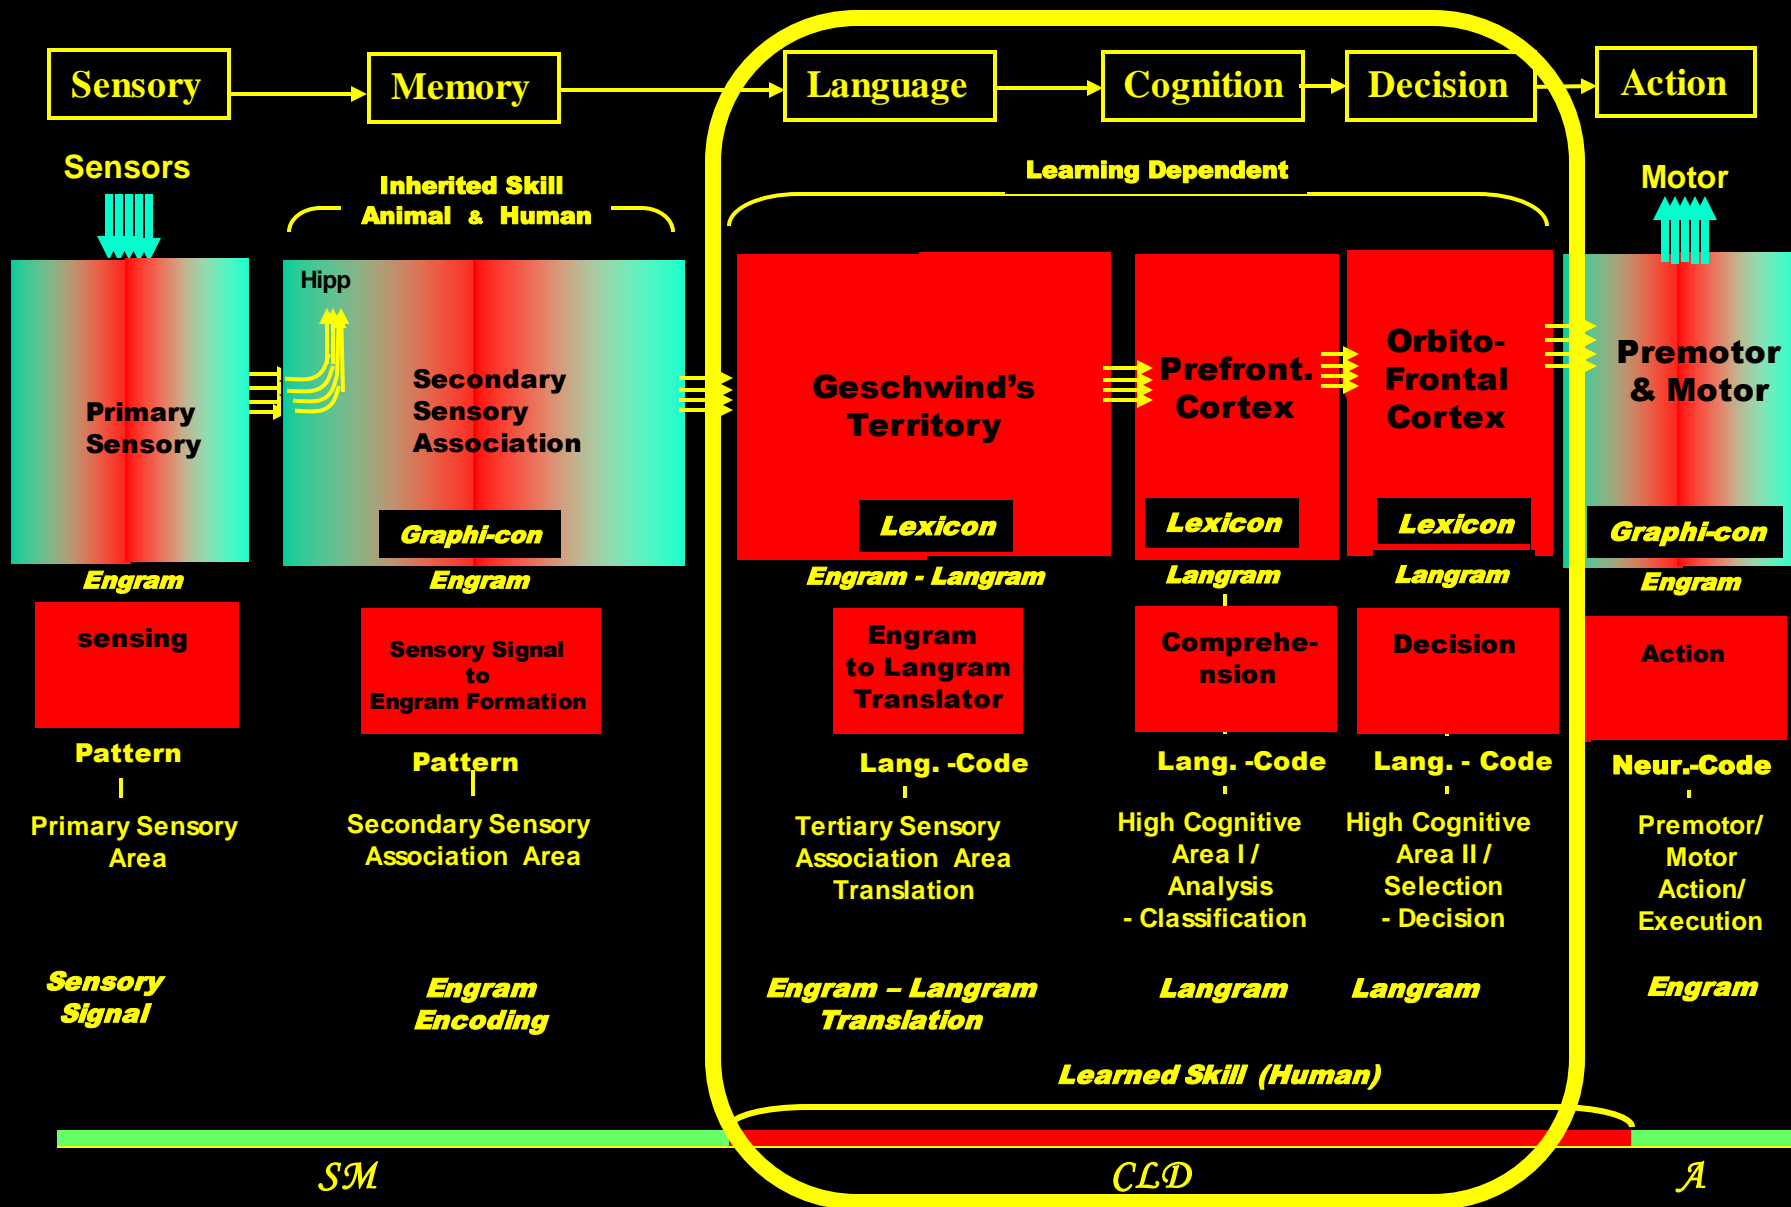 Sensory
Memory
Language
Cognition
Decision
Action
Sensors
Inherited Skill
Animal & Human
Learning Dependent
Motor
Hipp
Primary
Sensory
Secondary
Sensory
Association
Geschwind's
Territory
Prefront.
Cortex
Orbito-
Frontal
Cortex
Premotor
& Motor
Graphi-con
Lexicon
Lexicon
Lexicon
Graphi-con
Engram
Engram
Engram - Langram
Langram
Langram
Engram
sensing
Sensory Signal
to
Engram Formation
Engram
to Langram
Translator
Comprehe-
nsion
Decision
Action
Pattern
Pattern
Lang. -Code
Lang. -Code
Lang. - Code
Neur.-Code
Primary Sensory
Area
Secondary Sensory
Association Area
Tertiary Sensory
Association Area
Translation
High Cognitive
Area I /
Analysis
- Classification
High Cognitive
Area II /
Selection
- Decision
Premotor/
Motor
Action/
Execution
Sensory
Signal
Engram
Encoding
Engram – Langram
Translation
Langram
Langram
Engram
Learned Skill (Human)
SM
CLD
A